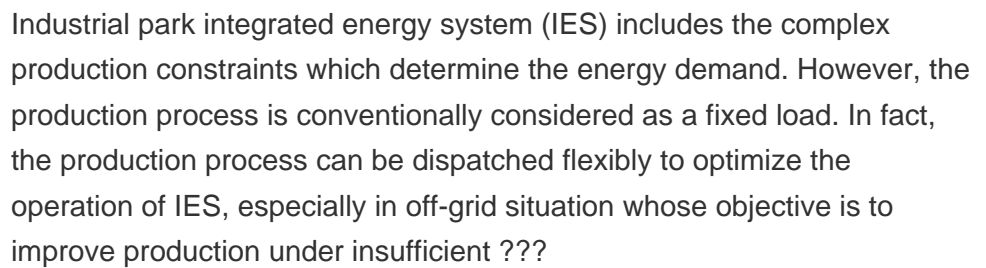 Industrial park integrated energy system (IES) includes the complex
production constraints which determine the energy demand. However, the
production process is conventionally considered as a fixed load. In fact,
the production process can be dispatched flexibly to optimize the
operation of IES, especially in off-grid situation whose objective is to
improve production under insufficient ???